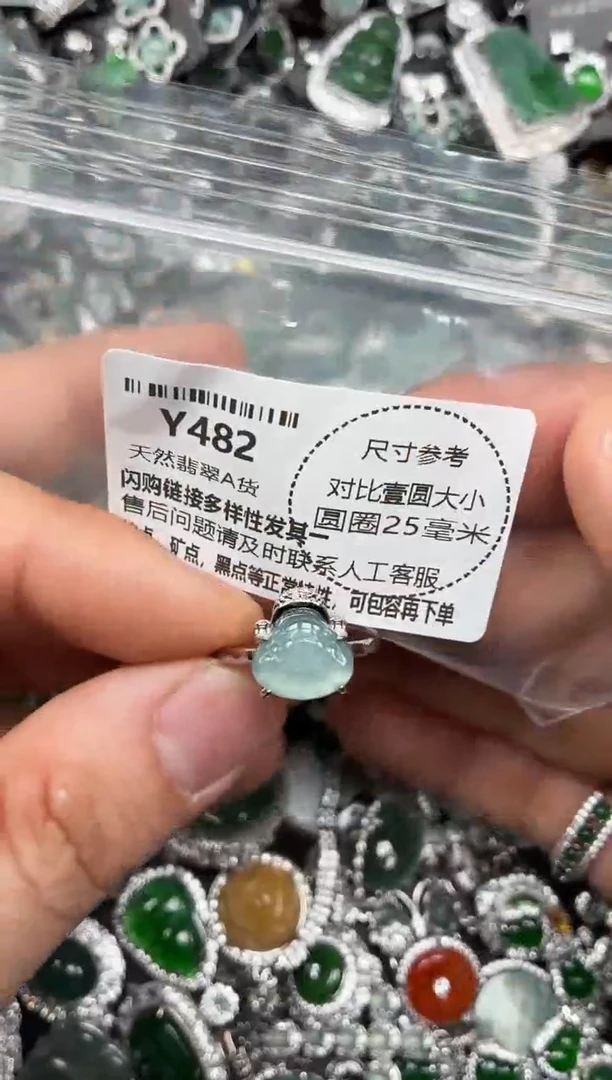 Y482
天然翡翠A货
闪购链接多样性发其一
售后问题请及时联系人工客服
点，矿点，黑点等正常特性，可包容再下单
尺寸参考
对比壹圆大小
圆圈25毫米